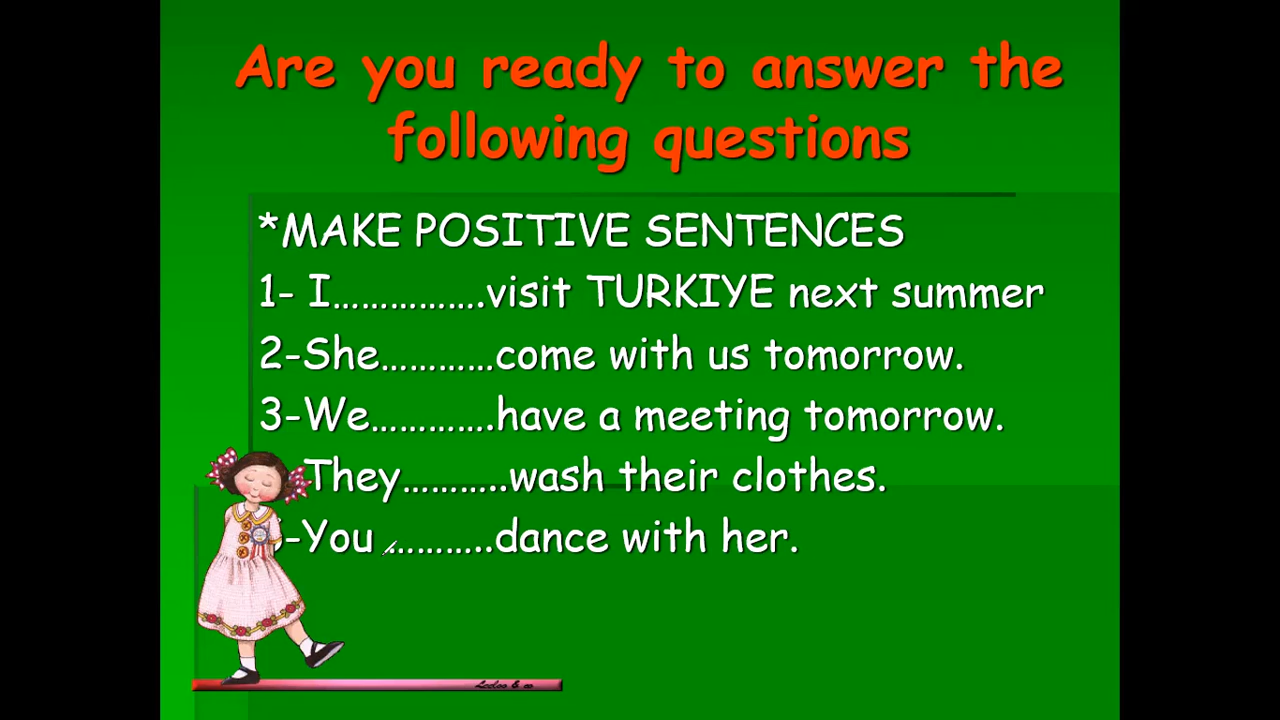 Are you ready to answer the
following questions
*MAKE POSITIVE SENTENCES
1- I................visit TURKIYE next summer
2-She............come with us tomorrow.
3-We.............have a meeting tomorrow.
They...........wash their clothes.
-You ............dance with her.